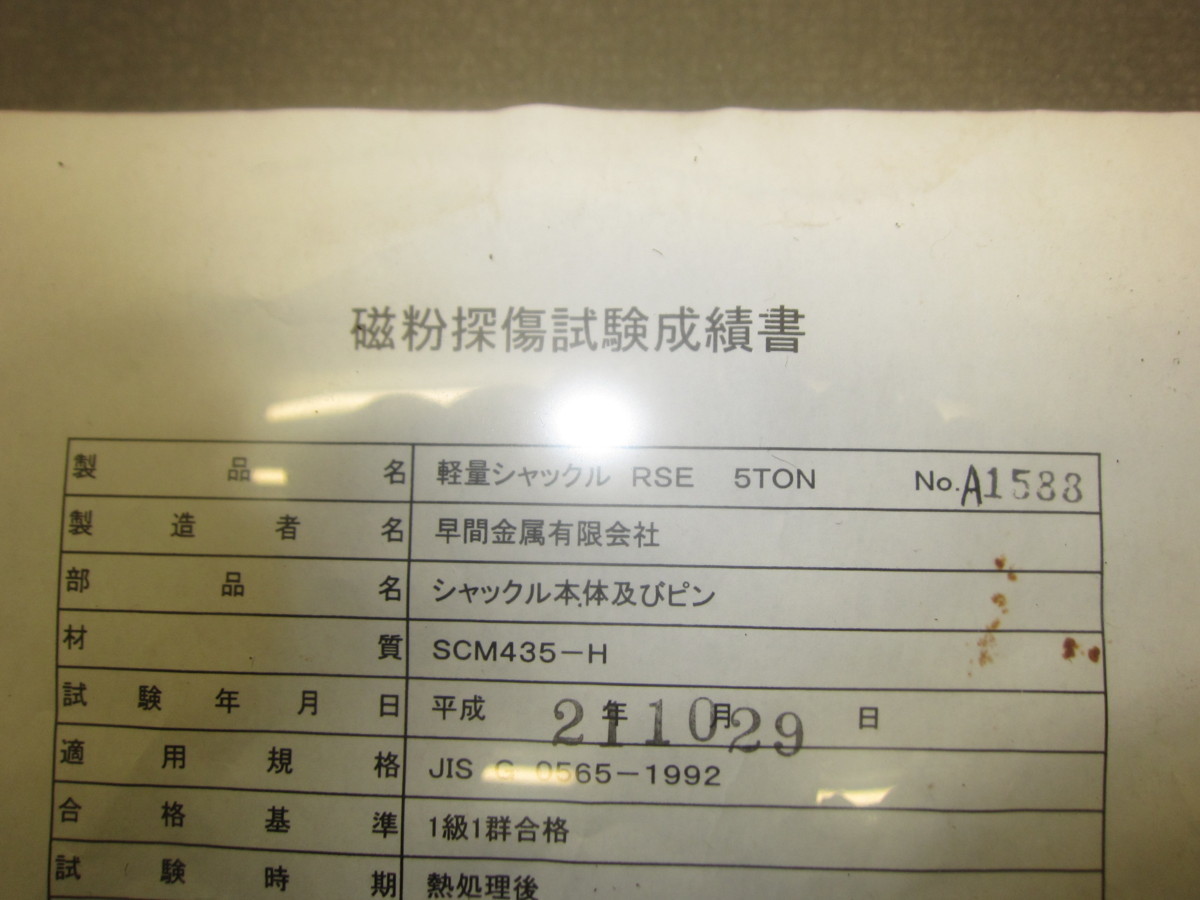 磁粉探傷試験成績書
製品名 軽量シャックル RSE 5TON No.A1588
製造者名 早間金属有限会社
部品名 シャックル本体及びピン
材質 SCM435-H
試験年月日 平成 21年10月29日
適用規格 JIS G 0565-1992
合格基準 1級1群合格
試験時期 熱処理後